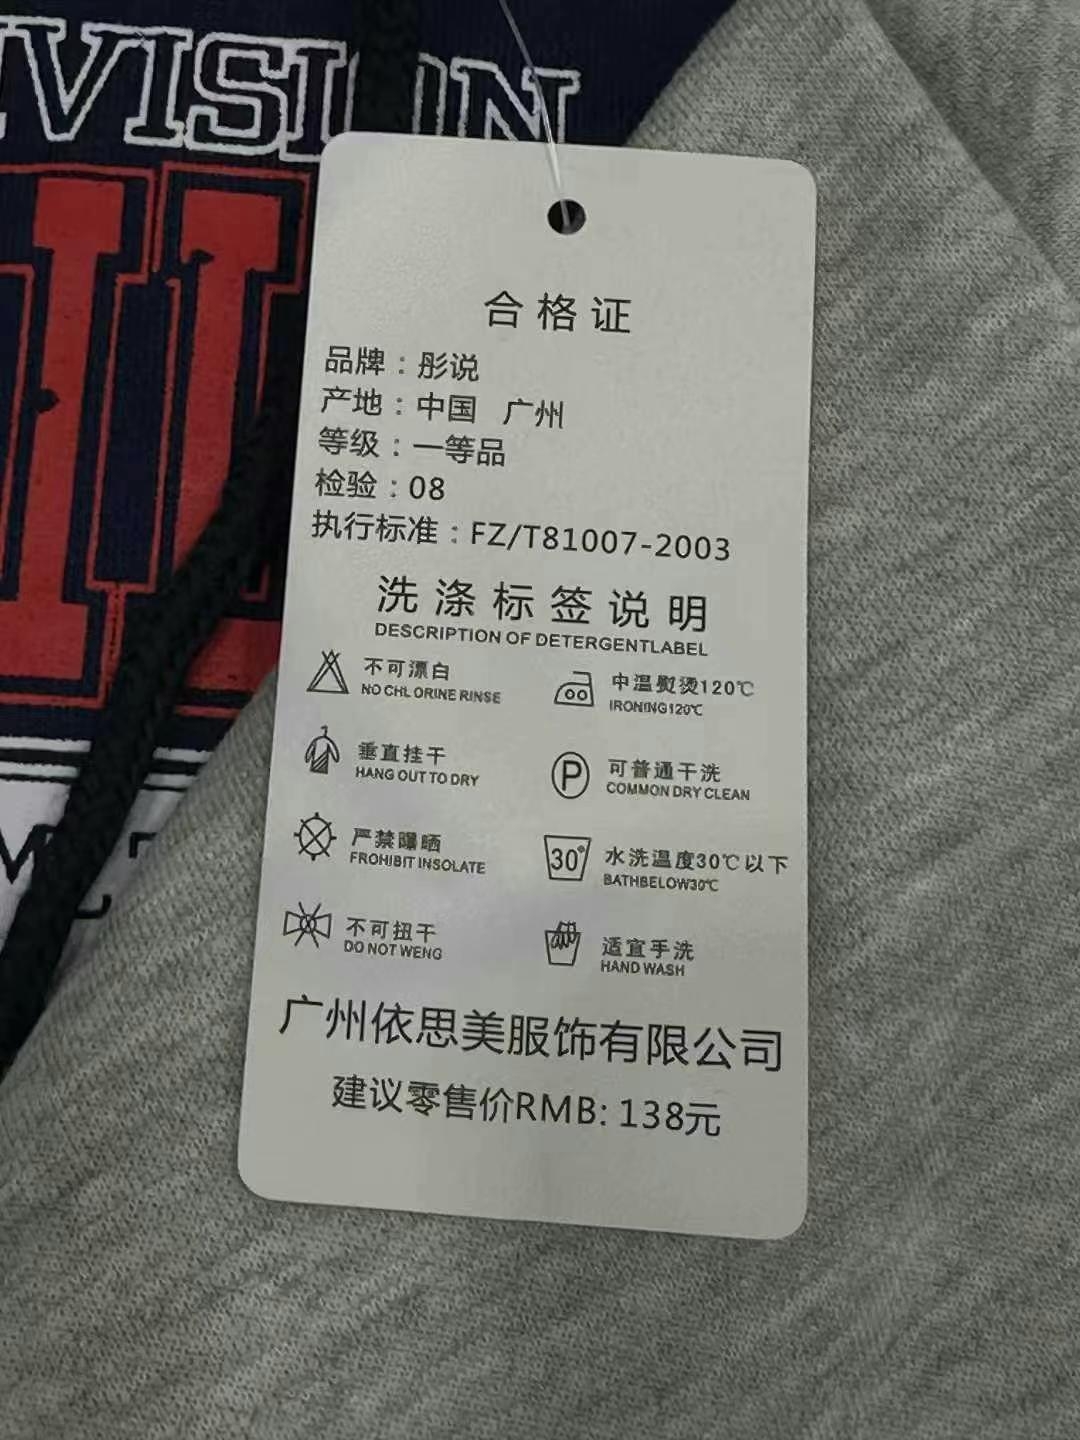 VISION
合格证
品牌：彤说
产地：中国 广州
等级：一等品
检验：08
执行标准：FZ/T81007-2003
洗涤标签说明
DESCRIPTION OF DETERGENTLABEL
不可漂白
NO CHL ORINE RINSE
中温熨烫120℃
IRONING120℃
垂直挂干
HANG OUT TO DRY
P
可普通干洗
COMMON DRY CLEAN
严禁曝晒
FROHIBIT INSOLATE
30°
水洗温度30℃以下
BATHBELOW30℃
不可扭干
DO NOT WENG
适宜手洗
HAND WASH
广州依思美服饰有限公司
建议零售价RMB: 138元